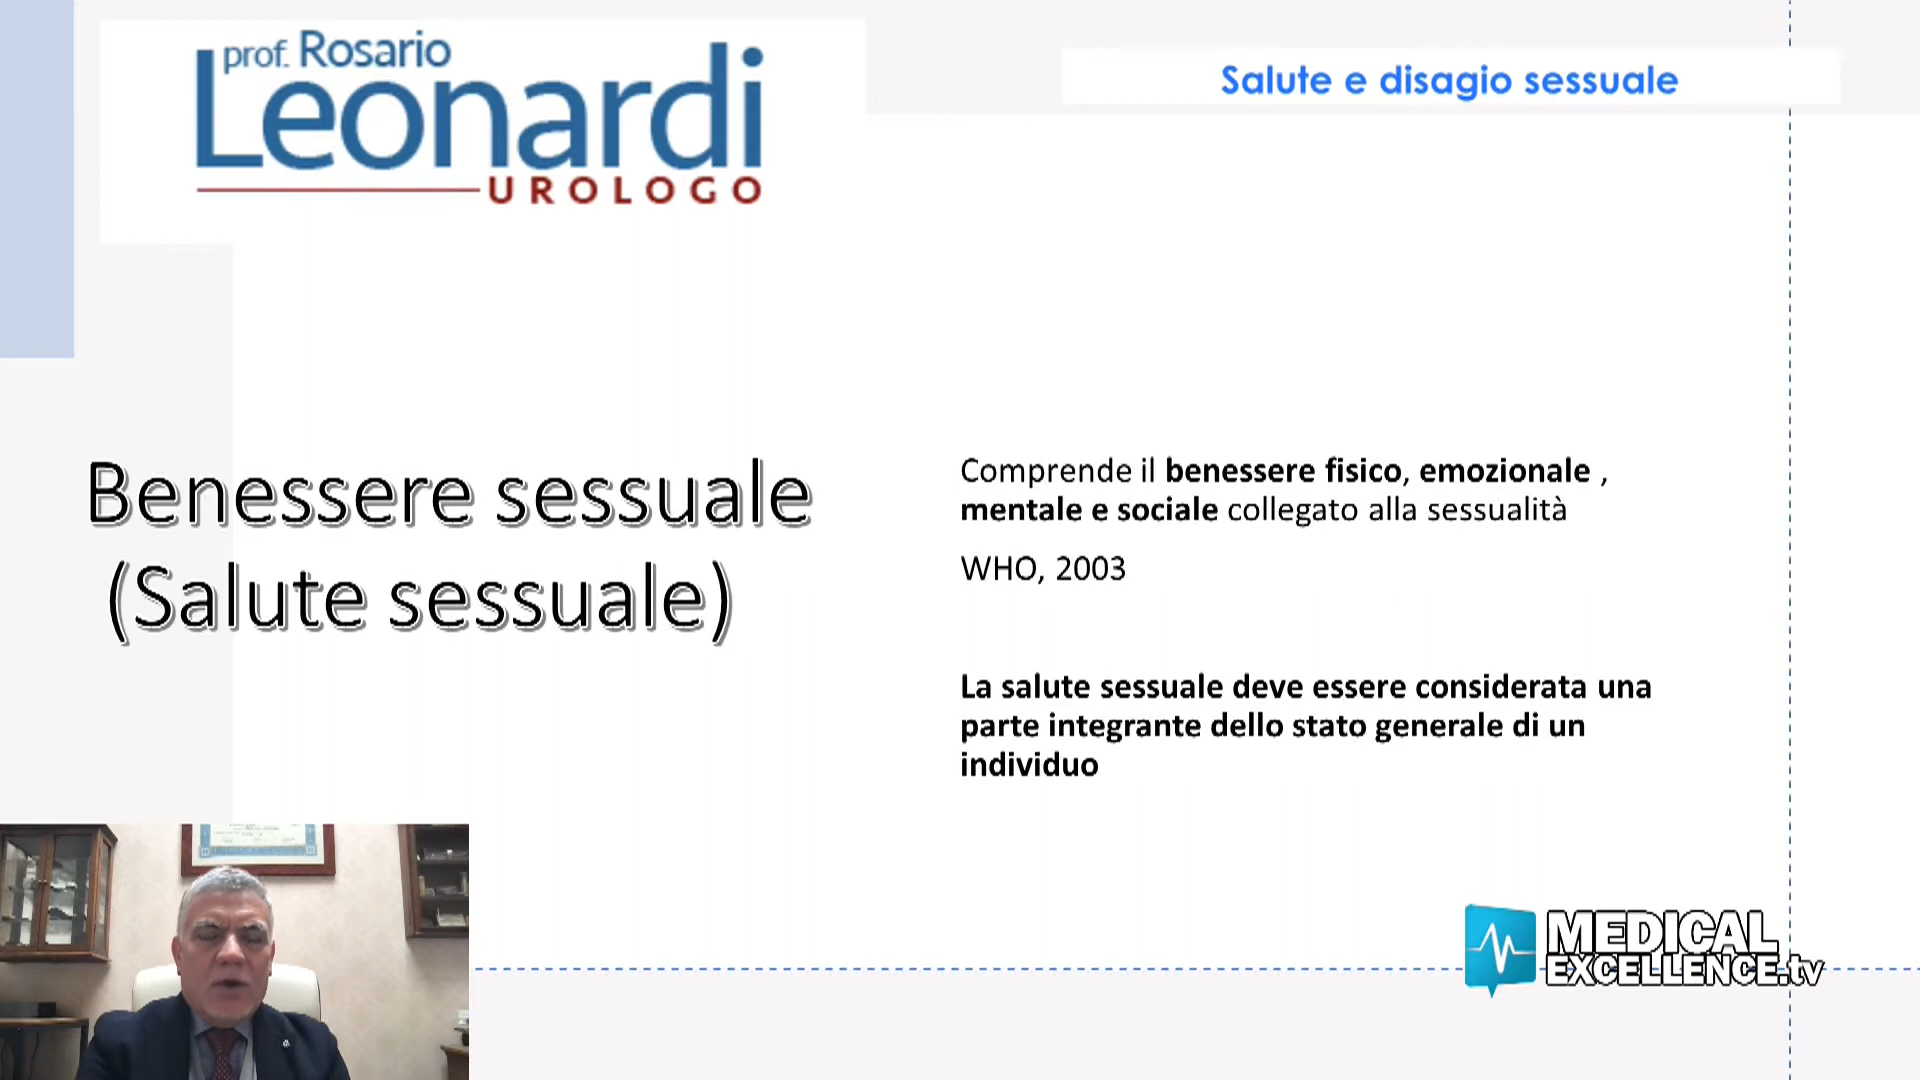 prof. Rosario
Leonardi
UROLOGO
Salute e disagio sessuale
Benessere sessuale
(Salute sessuale)
Comprende il benessere fisico, emozionale ,
mentale e sociale collegato alla sessualità
WHO, 2003
La salute sessuale deve essere considerata una
parte integrante dello stato generale di un
individuo
MEDICAL
EXCELLENCE.tv